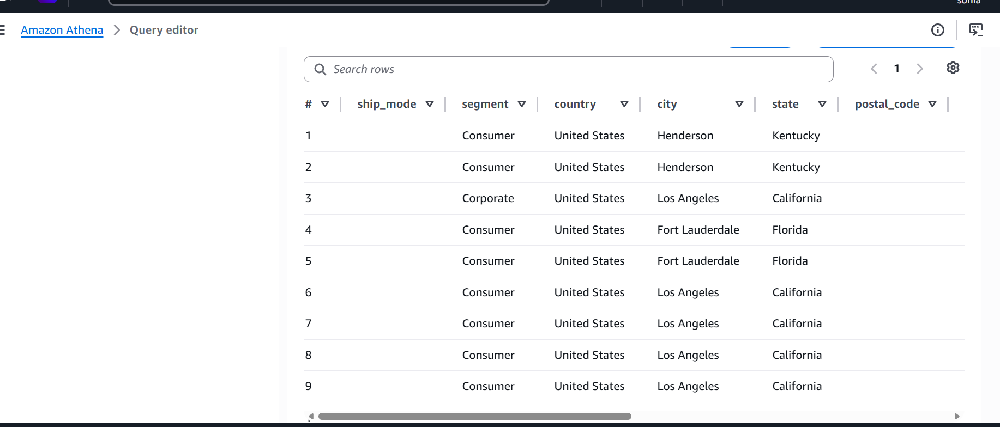 sonia
Amazon Athena > Query editor
Search rows
1
# ship_mode segment country city state postal_code
1 Consumer United States Henderson Kentucky
2 Consumer United States Henderson Kentucky
3 Corporate United States Los Angeles California
4 Consumer United States Fort Lauderdale Florida
5 Consumer United States Fort Lauderdale Florida
6 Consumer United States Los Angeles California
7 Consumer United States Los Angeles California
8 Consumer United States Los Angeles California
9 Consumer United States Los Angeles California